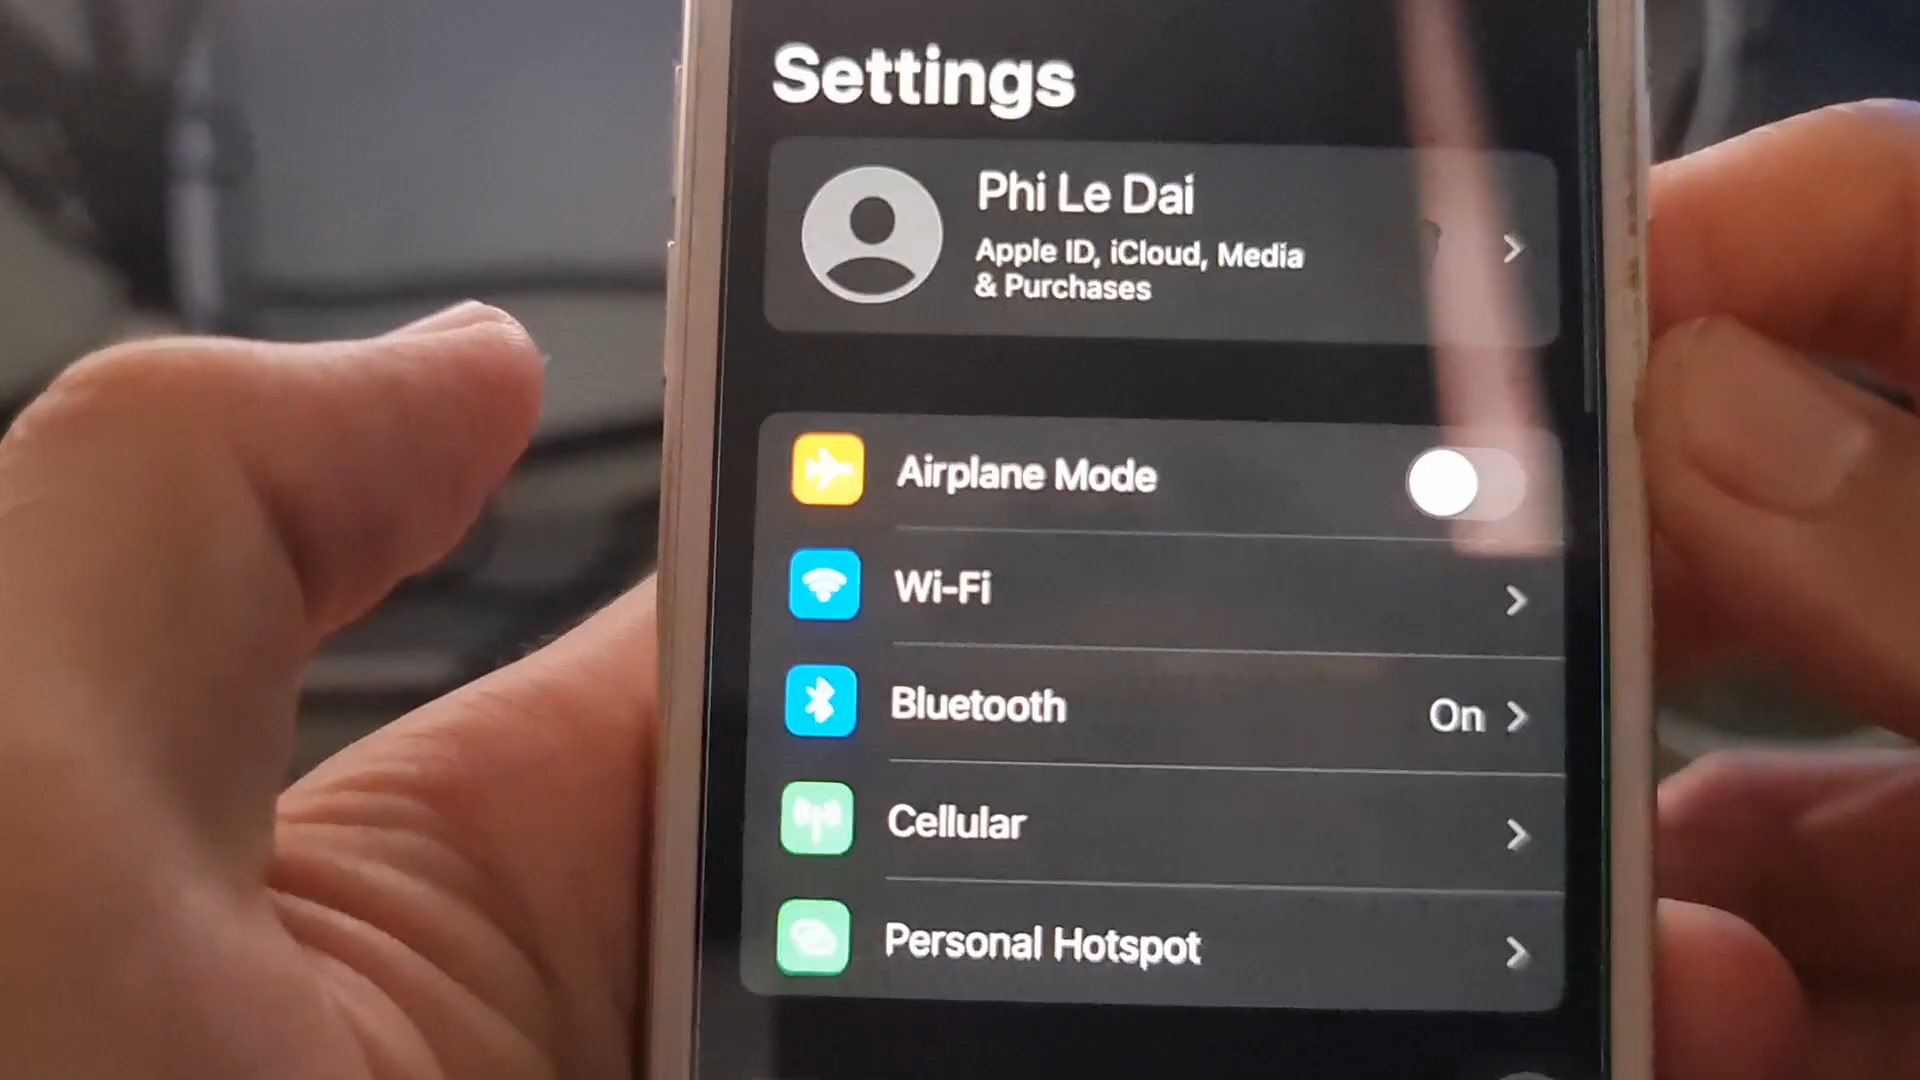 Settings
Phi Le Dai
Apple ID, iCloud, Media
& Purchases
Airplane Mode
Wi-Fi
Bluetooth On
Cellular
Personal Hotspot